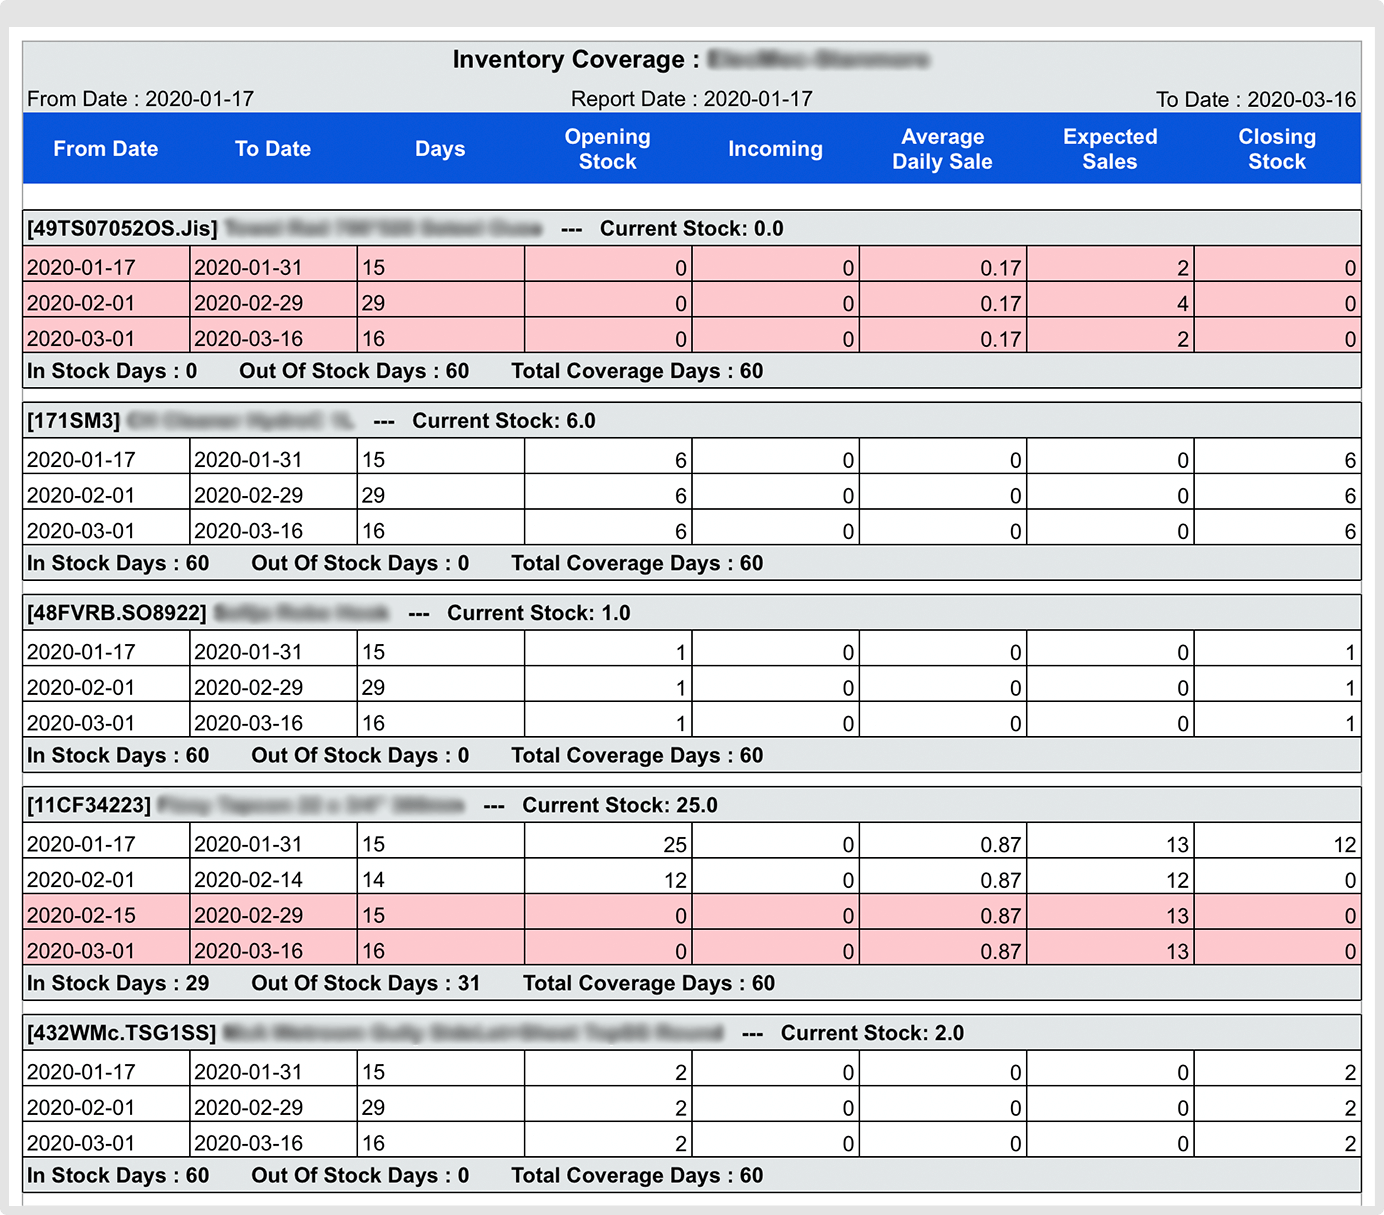 Inventory Coverage :
From Date : 2020-01-17 Report Date : 2020-01-17 To Date : 2020-03-16
From Date To Date Days Opening Stock Incoming Average Daily Sale Expected Sales Closing Stock
[49TS07052OS.Jis] --- Current Stock: 0.0
2020-01-17 2020-01-31 15 0 0 0.17 2 0
2020-02-01 2020-02-29 29 0 0 0.17 4 0
2020-03-01 2020-03-16 16 0 0 0.17 2 0
In Stock Days : 0 Out Of Stock Days : 60 Total Coverage Days : 60
[171SM3] --- Current Stock: 6.0
2020-01-17 2020-01-31 15 6 0 0 0 6
2020-02-01 2020-02-29 29 6 0 0 0 6
2020-03-01 2020-03-16 16 6 0 0 0 6
In Stock Days : 60 Out Of Stock Days : 0 Total Coverage Days : 60
[48FVRB.SO8922] --- Current Stock: 1.0
2020-01-17 2020-01-31 15 1 0 0 0 1
2020-02-01 2020-02-29 29 1 0 0 0 1
2020-03-01 2020-03-16 16 1 0 0 0 1
In Stock Days : 60 Out Of Stock Days : 0 Total Coverage Days : 60
[11CF34223] --- Current Stock: 25.0
2020-01-17 2020-01-31 15 25 0 0.87 13 12
2020-02-01 2020-02-14 14 12 0 0.87 12 0
2020-02-15 2020-02-29 15 0 0 0.87 13 0
2020-03-01 2020-03-16 16 0 0 0.87 13 0
In Stock Days : 29 Out Of Stock Days : 31 Total Coverage Days : 60
[432WMc.TSG1SS] --- Current Stock: 2.0
2020-01-17 2020-01-31 15 2 0 0 0 2
2020-02-01 2020-02-29 29 2 0 0 0 2
2020-03-01 2020-03-16 16 2 0 0 0 2
In Stock Days : 60 Out Of Stock Days : 0 Total Coverage Days : 60